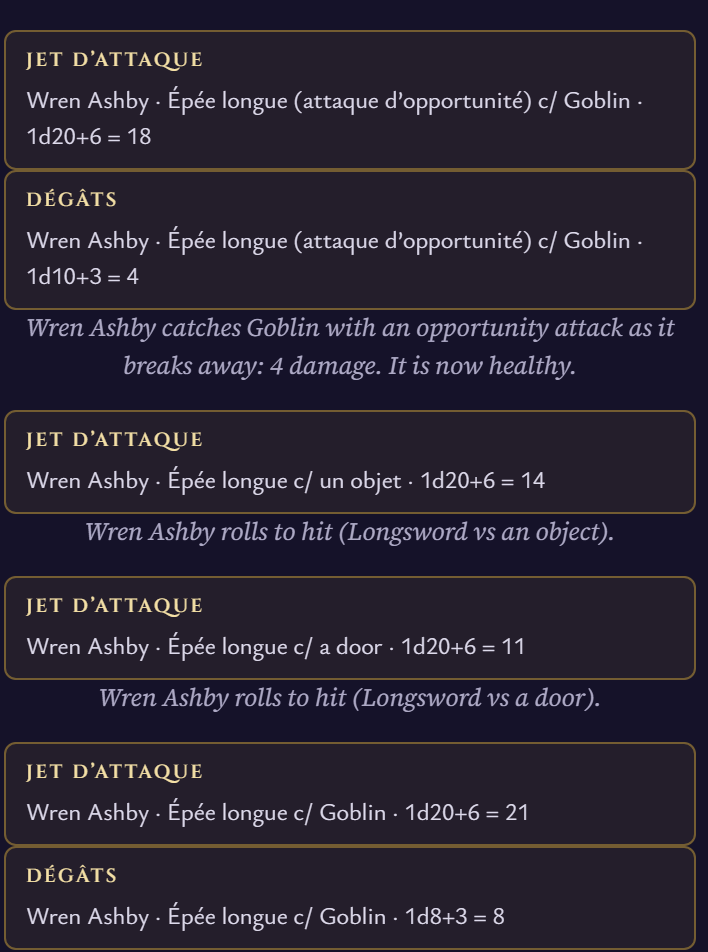 JET D’ATTAQUE
Wren Ashby · Épée longue (attaque d’opportunité) c/ Goblin ·
1d20+6 = 18
DÉGÂTS
Wren Ashby · Épée longue (attaque d’opportunité) c/ Goblin ·
1d10+3 = 4
Wren Ashby catches Goblin with an opportunity attack as it
breaks away: 4 damage. It is now healthy.
JET D’ATTAQUE
Wren Ashby · Épée longue c/ un objet · 1d20+6 = 14
Wren Ashby rolls to hit (Longsword vs an object).
JET D’ATTAQUE
Wren Ashby · Épée longue c/ a door · 1d20+6 = 11
Wren Ashby rolls to hit (Longsword vs a door).
JET D’ATTAQUE
Wren Ashby · Épée longue c/ Goblin · 1d20+6 = 21
DÉGÂTS
Wren Ashby · Épée longue c/ Goblin · 1d8+3 = 8